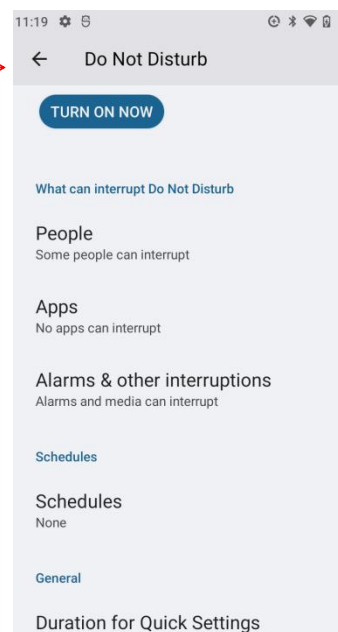 11:19
Do Not Disturb
TURN ON NOW
What can interrupt Do Not Disturb
People
Some people can interrupt
Apps
No apps can interrupt
Alarms & other interruptions
Alarms and media can interrupt
Schedules
Schedules
None
General
Duration for Quick Settings